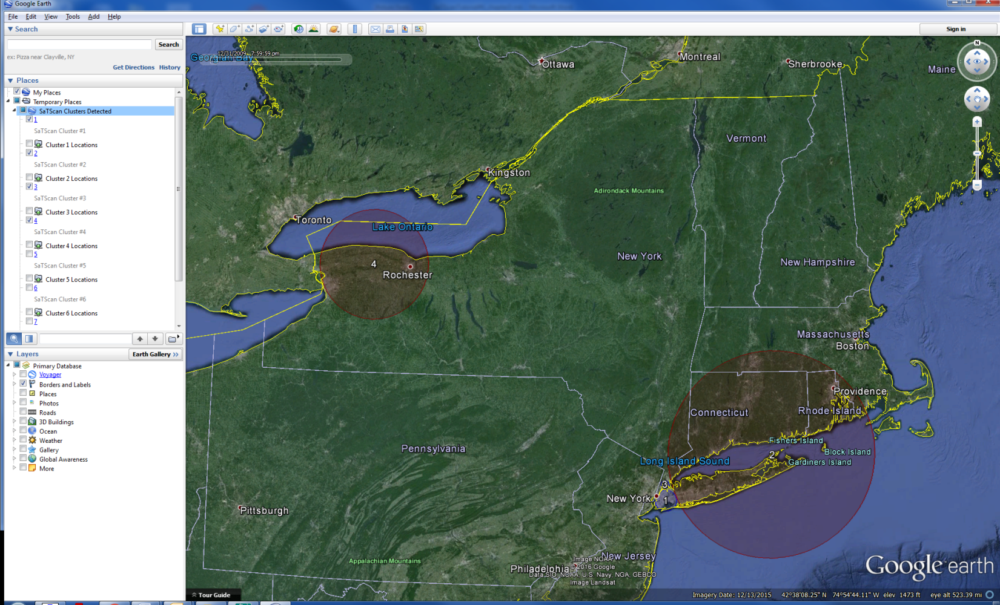 Google Earth
File Edit View Tools Add Help
Search
Search
ex: Pizza near Clayville, NY
Get Directions History
Places
My Places
Temporary Places
SaTScan Clusters Detected
1
SaTScan Cluster #1
Cluster 1 Locations
2
SaTScan Cluster #2
Cluster 2 Locations
3
SaTScan Cluster #3
Cluster 3 Locations
4
SaTScan Cluster #4
Cluster 4 Locations
5
SaTScan Cluster #5
Cluster 5 Locations
6
SaTScan Cluster #6
Cluster 6 Locations
7
Layers
Earth Gallery >>
Primary Database
Voyager
Borders and Labels
Places
Photos
Roads
3D Buildings
Ocean
Weather
Gallery
Global Awareness
More
Sign in
N
12/31/2009 7:59:59 pm
Georgian Bay
Ottawa
Montreal
Sherbrooke
Maine
Vermont
Kingston
Adirondack Mountains
Toronto
Lake Ontario
New York
New Hampshire
4
Rochester
Massachusetts
Boston
Providence
Connecticut
Rhode Island
Fishers Island
Pennsylvania
Block Island
2
Long Island Sound
Gardiners Island
3
New York
1
Pittsburgh
New Jersey
Appalachian Mountains
Philadelphia
Image NOAA
© 2016 Google
Data SIO, NOAA, U.S. Navy, NGA, GEBCO
Image Landsat
Google earth
Tour Guide
Imagery Date: 12/13/2015 42°38'08.25" N 74°54'44.11" W elev 1473 ft eye alt 523.39 mi